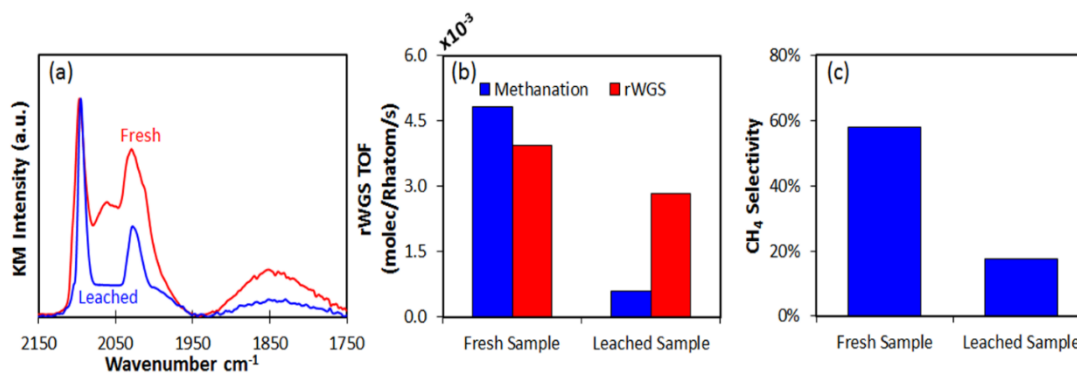 (a)
KM Intensity (a.u.)
Fresh
Leached
2150 2050 1950 1850 1750
Wavenumber cm⁻¹
x10⁻³
(b)
rWGS TOF
(molec/Rhatom/s)
6.0
4.5
3.0
1.5
0.0
Methanation rWGS
Fresh Sample Leached Sample
(c)
CH₄ Selectivity
80%
60%
40%
20%
0%
Fresh Sample Leached Sample